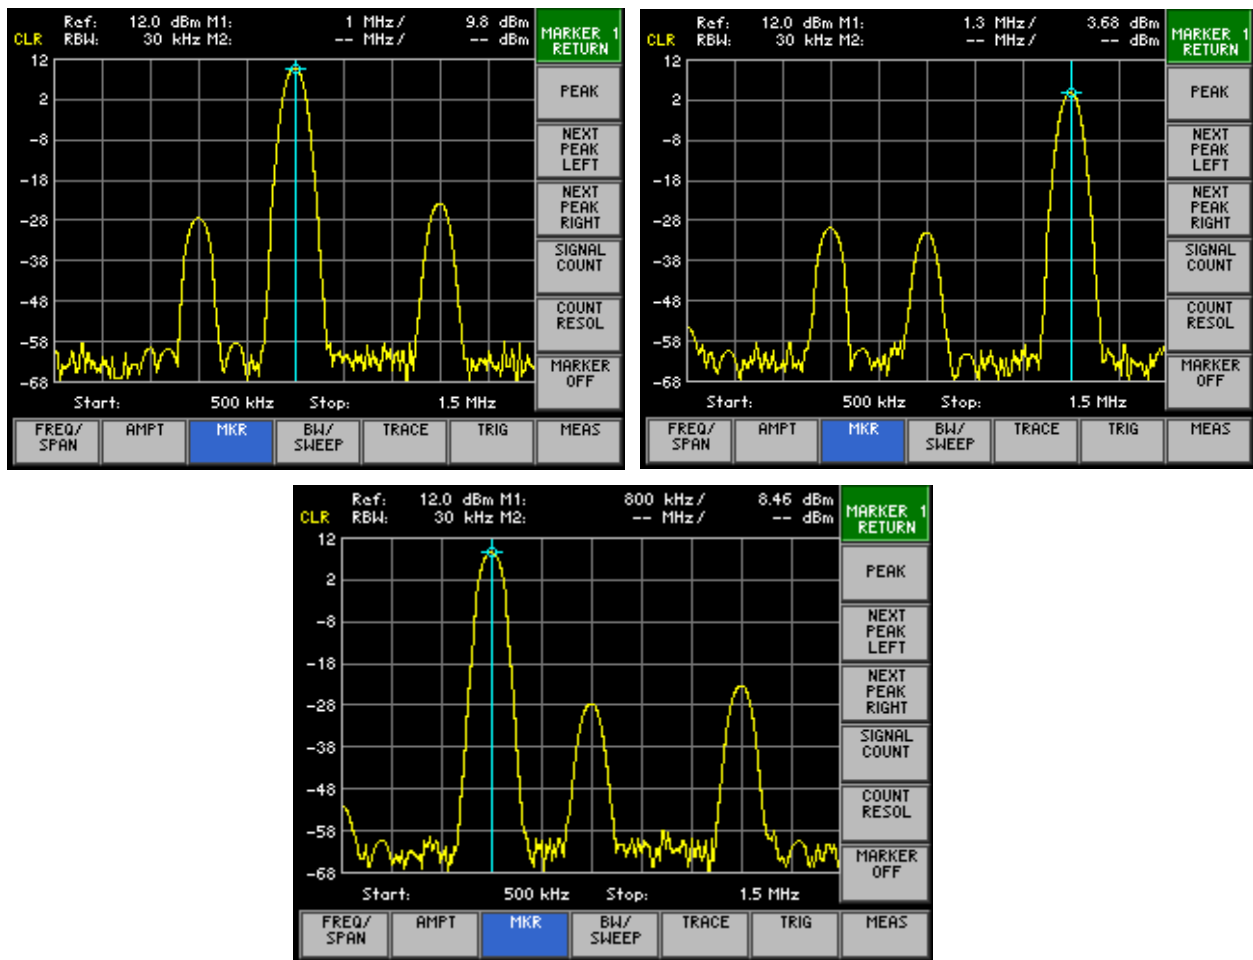 Ref: 12.0 dBm M1: 1 MHz/ 9.8 dBm
CLR RBW: 30 kHz M2: -- MHz/ -- dBm
MARKER 1
RETURN
12
2
-8
-18
-28
-38
-48
-58
-68
PEAK
NEXT
PEAK
LEFT
NEXT
PEAK
RIGHT
SIGNAL
COUNT
COUNT
RESOL
MARKER
OFF
Start: 500 kHz Stop: 1.5 MHz
FREQ/
SPAN
AMPT
MKR
BW/
SWEEP
TRACE
TRIG
MEAS
Ref: 12.0 dBm M1: 1.3 MHz/ 3.68 dBm
CLR RBW: 30 kHz M2: -- MHz/ -- dBm
MARKER 1
RETURN
12
2
-8
-18
-28
-38
-48
-58
-68
PEAK
NEXT
PEAK
LEFT
NEXT
PEAK
RIGHT
SIGNAL
COUNT
COUNT
RESOL
MARKER
OFF
Start: 500 kHz Stop: 1.5 MHz
FREQ/
SPAN
AMPT
MKR
BW/
SWEEP
TRACE
TRIG
MEAS
Ref: 12.0 dBm M1: 800 kHz/ 8.46 dBm
CLR RBW: 30 kHz M2: -- MHz/ -- dBm
MARKER 1
RETURN
12
2
-8
-18
-28
-38
-48
-58
-68
PEAK
NEXT
PEAK
LEFT
NEXT
PEAK
RIGHT
SIGNAL
COUNT
COUNT
RESOL
MARKER
OFF
Start: 500 kHz Stop: 1.5 MHz
FREQ/
SPAN
AMPT
MKR
BW/
SWEEP
TRACE
TRIG
MEAS